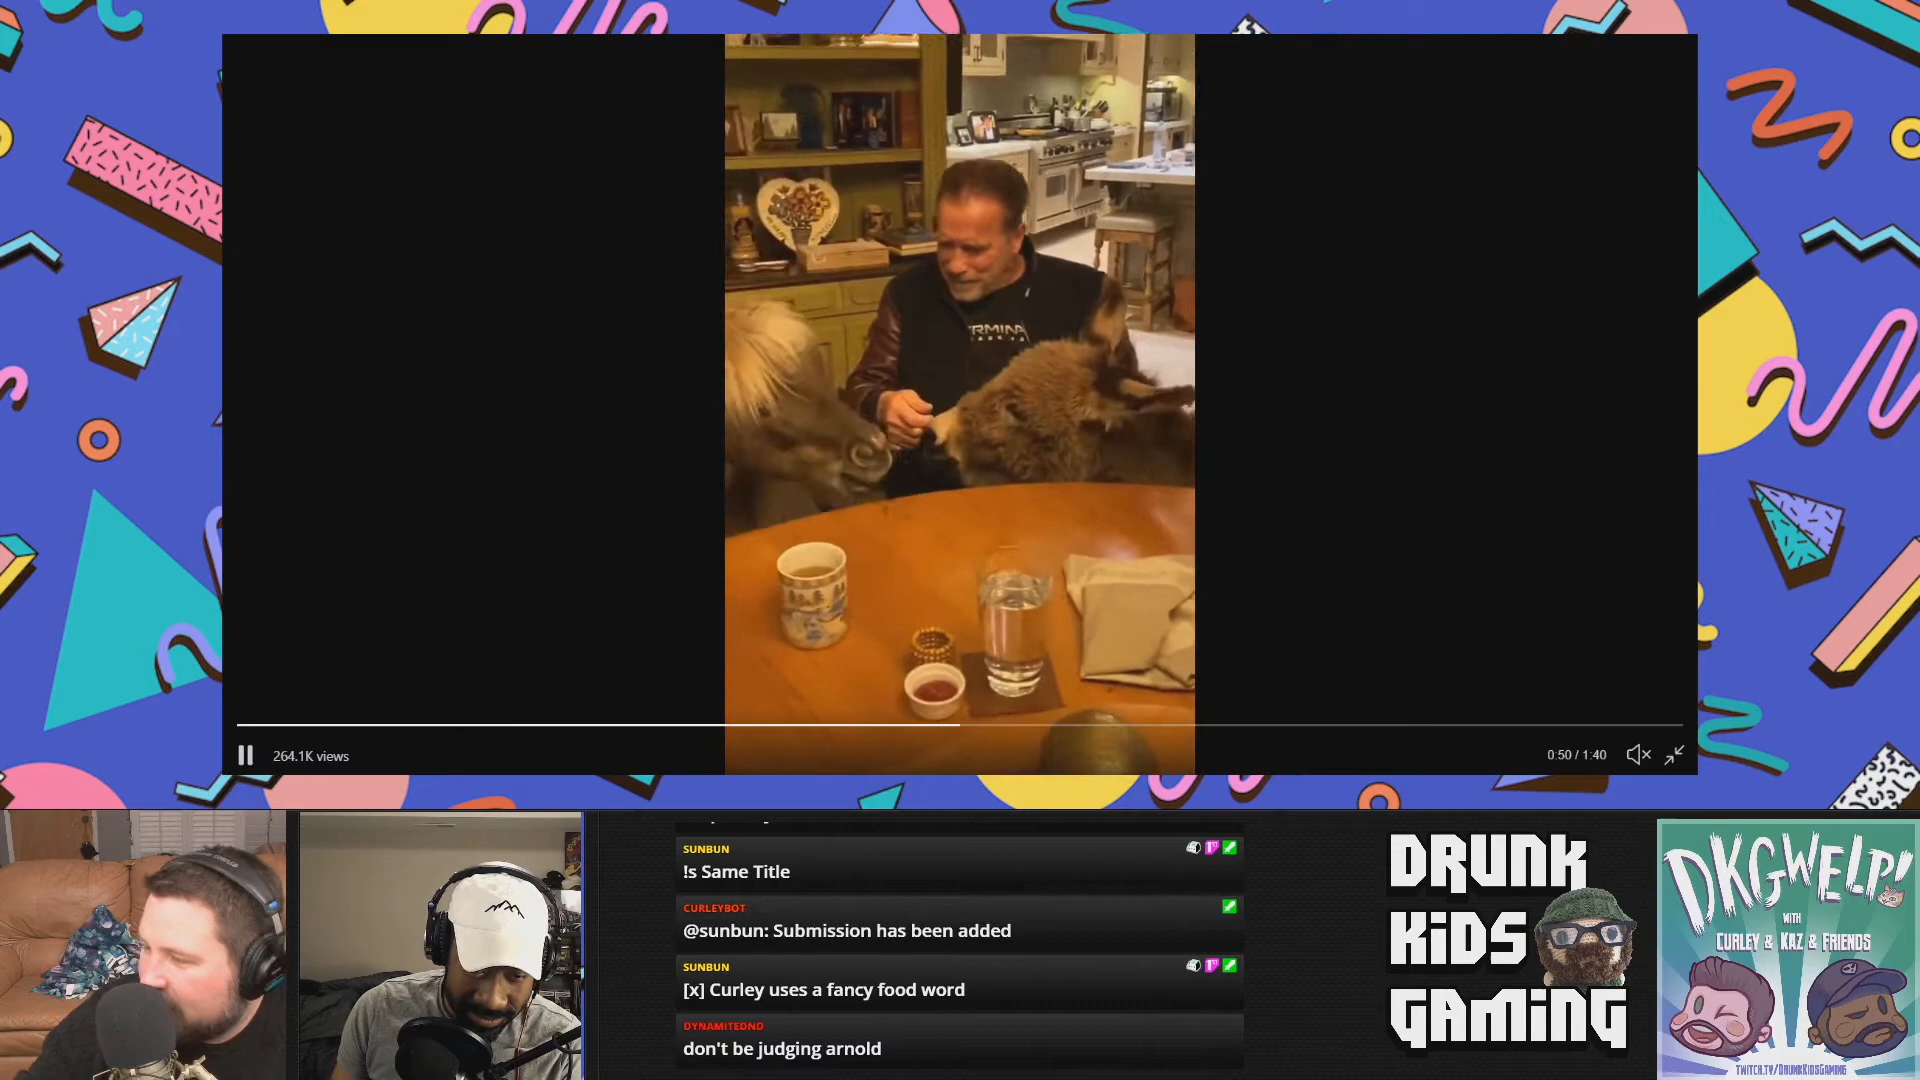 RMINA
264.1K views
0:50 / 1:40
SUNBUN
!s Same Title
CURLEYBOT
@sunbun: Submission has been added
SUNBUN
[x] Curley uses a fancy food word
DYNAMITEDND
don't be judging arnold
DRUNK
KiDS
GAMiNG
DKGWELP!
WITH
CURLEY & KAZ & FRIENDS
TWITCH.TV/DRUNKKIDSGAMING